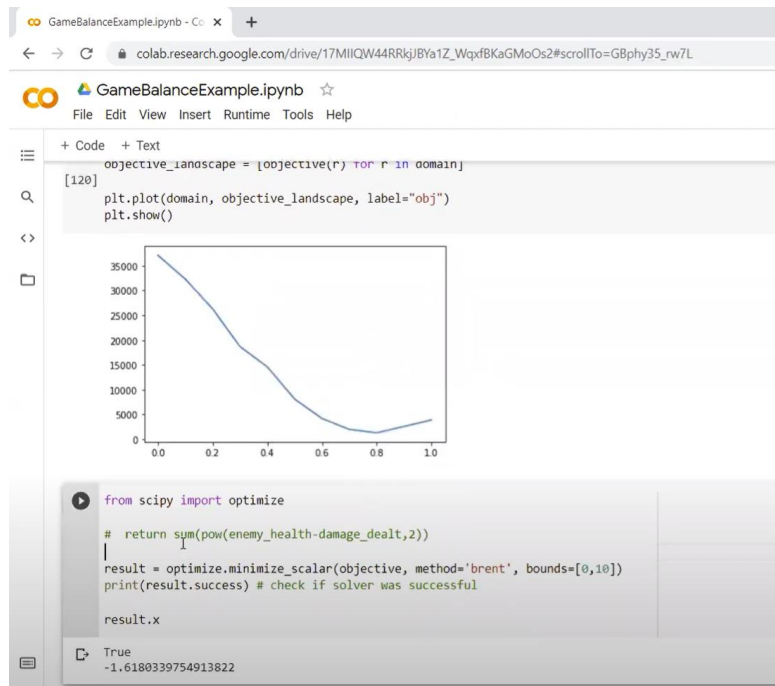 GameBalanceExample.ipynb - Co
colab.research.google.com/drive/17MIIQW44RRkjJBYa1Z_WqxfBKaGMoOs2#scrollTo=GBphy35_rw7L
GameBalanceExample.ipynb
File Edit View Insert Runtime Tools Help
+ Code + Text
objective_landscape = [objective(r) for r in domain]
[120]
plt.plot(domain, objective_landscape, label="obj")
plt.show()
35000
30000
25000
20000
15000
10000
5000
0
0.0 0.2 0.4 0.6 0.8 1.0
from scipy import optimize
# return sum(pow(enemy_health-damage_dealt,2))
result = optimize.minimize_scalar(objective, method='brent', bounds=[0,10])
print(result.success) # check if solver was successful
result.x
True
-1.6180339754913822